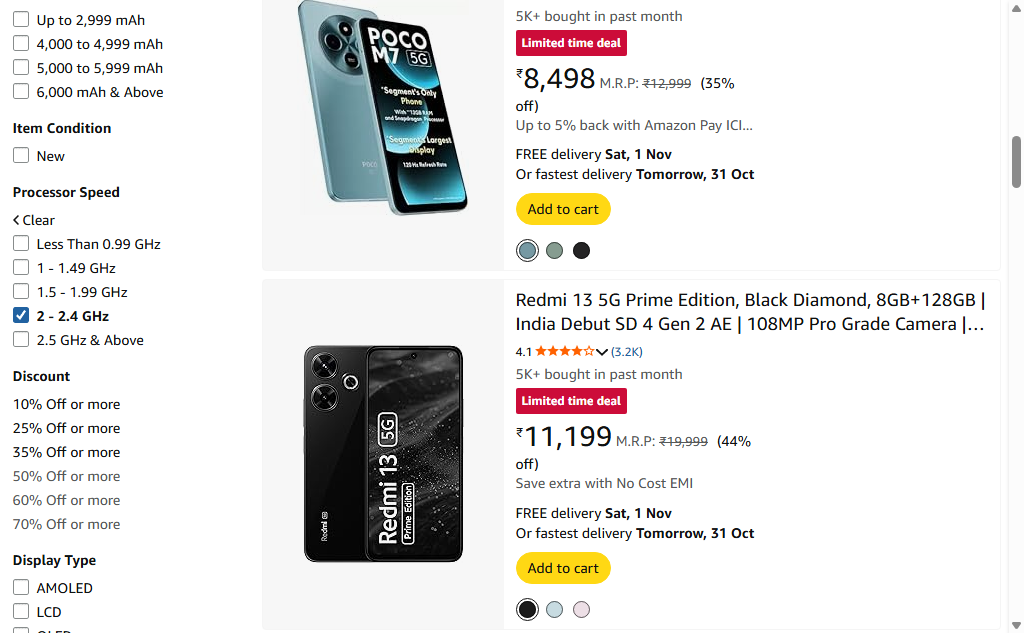 Up to 2,999 mAh
4,000 to 4,999 mAh
5,000 to 5,999 mAh
6,000 mAh & Above
Item Condition
New
Processor Speed
Clear
Less Than 0.99 GHz
1 - 1.49 GHz
1.5 - 1.99 GHz
2 - 2.4 GHz
2.5 GHz & Above
Discount
10% Off or more
25% Off or more
35% Off or more
50% Off or more
60% Off or more
70% Off or more
Display Type
AMOLED
LCD
OLED
POCO
M7 5G
"Segment's Only
Phone
With ~12GB RAM
and Snapdragon Processor
"Segment's Largest
Display
120 Hz Refresh Rate
POCO
5K+ bought in past month
Limited time deal
₹8,498 M.R.P: ₹12,999 (35%
off)
Up to 5% back with Amazon Pay ICI...
FREE delivery Sat, 1 Nov
Or fastest delivery Tomorrow, 31 Oct
Add to cart
Redmi 13 5G
Prime Edition
Redmi
Redmi 13 5G Prime Edition, Black Diamond, 8GB+128GB |
India Debut SD 4 Gen 2 AE | 108MP Pro Grade Camera |...
4.1 (3.2K)
5K+ bought in past month
Limited time deal
₹11,199 M.R.P: ₹19,999 (44%
off)
Save extra with No Cost EMI
FREE delivery Sat, 1 Nov
Or fastest delivery Tomorrow, 31 Oct
Add to cart